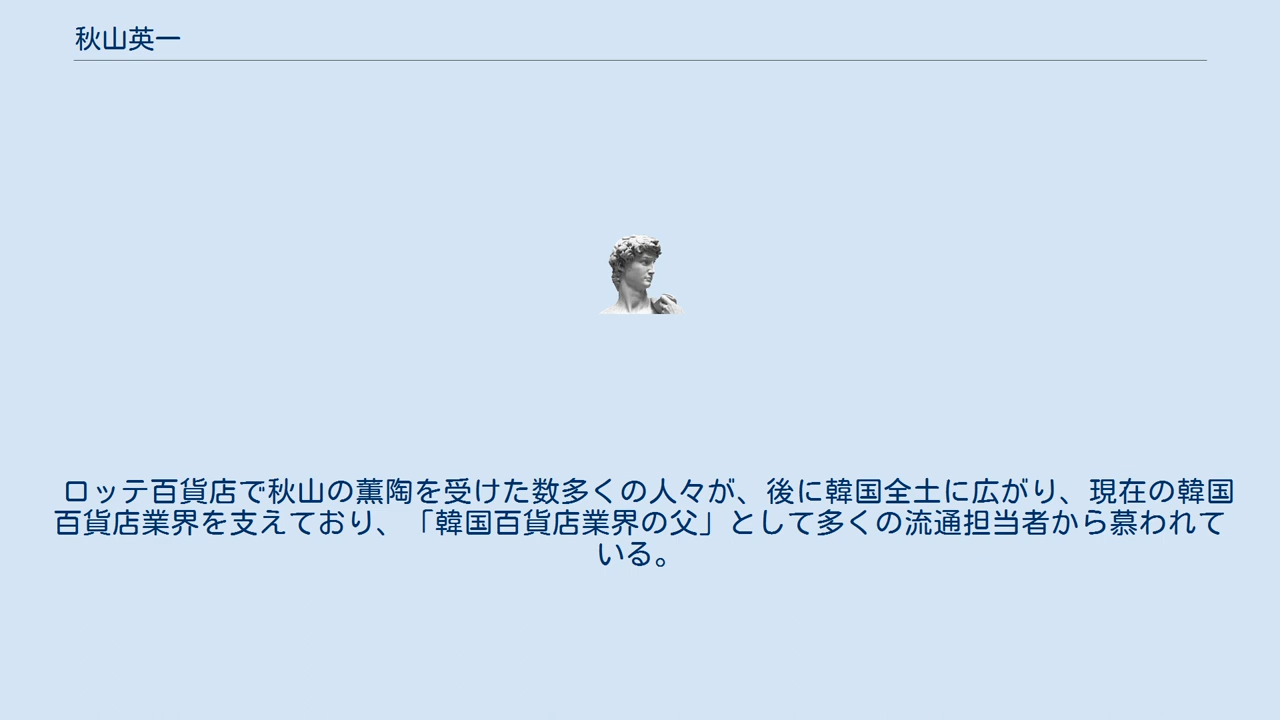 秋山英一
ロッテ百貨店で秋山の薫陶を受けた数多くの人々が、後に韓国全土に広がり、現在の韓国
百貨店業界を支えており、「韓国百貨店業界の父」として多くの流通担当者から慕われて
いる。